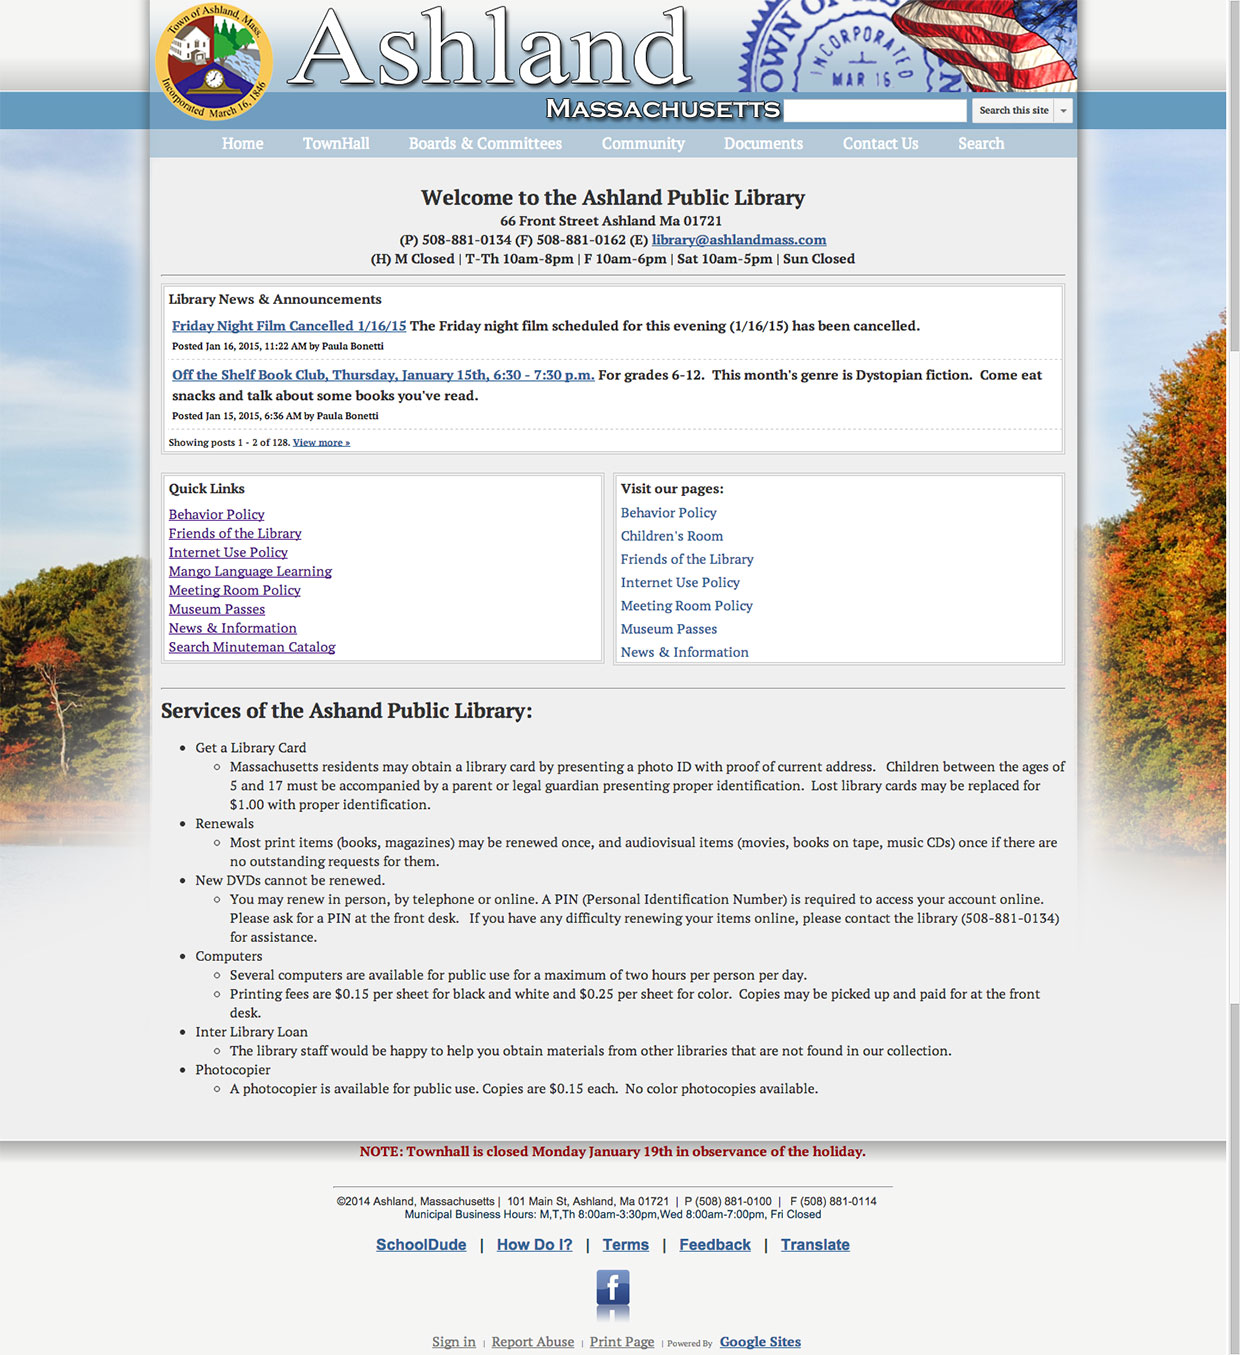 Town of Ashland, Mass.
Incorporated March 16, 1846
Ashland
TOWN OF
INCORPORATED
MAR 16
MASSACHUSETTS
Search this site
Home TownHall Boards & Committees Community Documents Contact Us Search
Welcome to the Ashland Public Library
66 Front Street Ashland Ma 01721
(P) 508-881-0134 (F) 508-881-0162 (E) library@ashlandmass.com
(H) M Closed | T-Th 10am-8pm | F 10am-6pm | Sat 10am-5pm | Sun Closed
Library News & Announcements
Friday Night Film Cancelled 1/16/15 The Friday night film scheduled for this evening (1/16/15) has been cancelled.
Posted Jan 16, 2015, 11:22 AM by Paula Bonetti
Off the Shelf Book Club, Thursday, January 15th, 6:30 - 7:30 p.m. For grades 6-12. This month's genre is Dystopian fiction. Come eat
snacks and talk about some books you've read.
Posted Jan 15, 2015, 6:36 AM by Paula Bonetti
Showing posts 1 - 2 of 128. View more »
Quick Links
Behavior Policy
Friends of the Library
Internet Use Policy
Mango Language Learning
Meeting Room Policy
Museum Passes
News & Information
Search Minuteman Catalog
Visit our pages:
Behavior Policy
Children's Room
Friends of the Library
Internet Use Policy
Meeting Room Policy
Museum Passes
News & Information
Services of the Ashand Public Library:
• Get a Library Card
◦ Massachusetts residents may obtain a library card by presenting a photo ID with proof of current address. Children between the ages of
5 and 17 must be accompanied by a parent or legal guardian presenting proper identification. Lost library cards may be replaced for
$1.00 with proper identification.
• Renewals
◦ Most print items (books, magazines) may be renewed once, and audiovisual items (movies, books on tape, music CDs) once if there are
no outstanding requests for them.
• New DVDs cannot be renewed.
◦ You may renew in person, by telephone or online. A PIN (Personal Identification Number) is required to access your account online.
Please ask for a PIN at the front desk. If you have any difficulty renewing your items online, please contact the library (508-881-0134)
for assistance.
• Computers
◦ Several computers are available for public use for a maximum of two hours per person per day.
◦ Printing fees are $0.15 per sheet for black and white and $0.25 per sheet for color. Copies may be picked up and paid for at the front
desk.
• Inter Library Loan
◦ The library staff would be happy to help you obtain materials from other libraries that are not found in our collection.
• Photocopier
◦ A photocopier is available for public use. Copies are $0.15 each. No color photocopies available.
NOTE: Townhall is closed Monday January 19th in observance of the holiday.
©2014 Ashland, Massachusetts | 101 Main St, Ashland, Ma 01721 | P (508) 881-0100 | F (508) 881-0114
Municipal Business Hours: M,T,Th 8:00am-3:30pm,Wed 8:00am-7:00pm, Fri Closed
SchoolDude | How Do I? | Terms | Feedback | Translate
f
Sign in | Report Abuse | Print Page | Powered By Google Sites